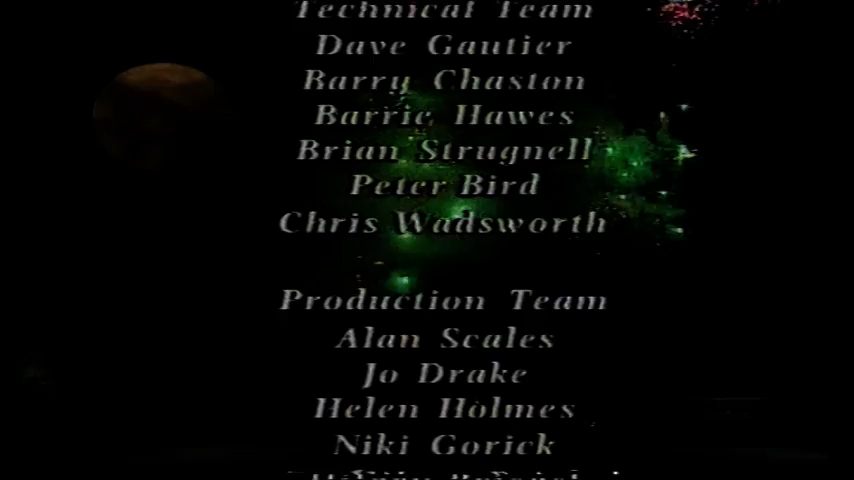 Technical Team
Dave Gautier
Barry Chaston
Barrie Hawes
Brian Strugnell
Peter Bird
Chris Wadsworth
Production Team
Alan Scales
Jo Drake
Helen Holmes
Niki Gorick